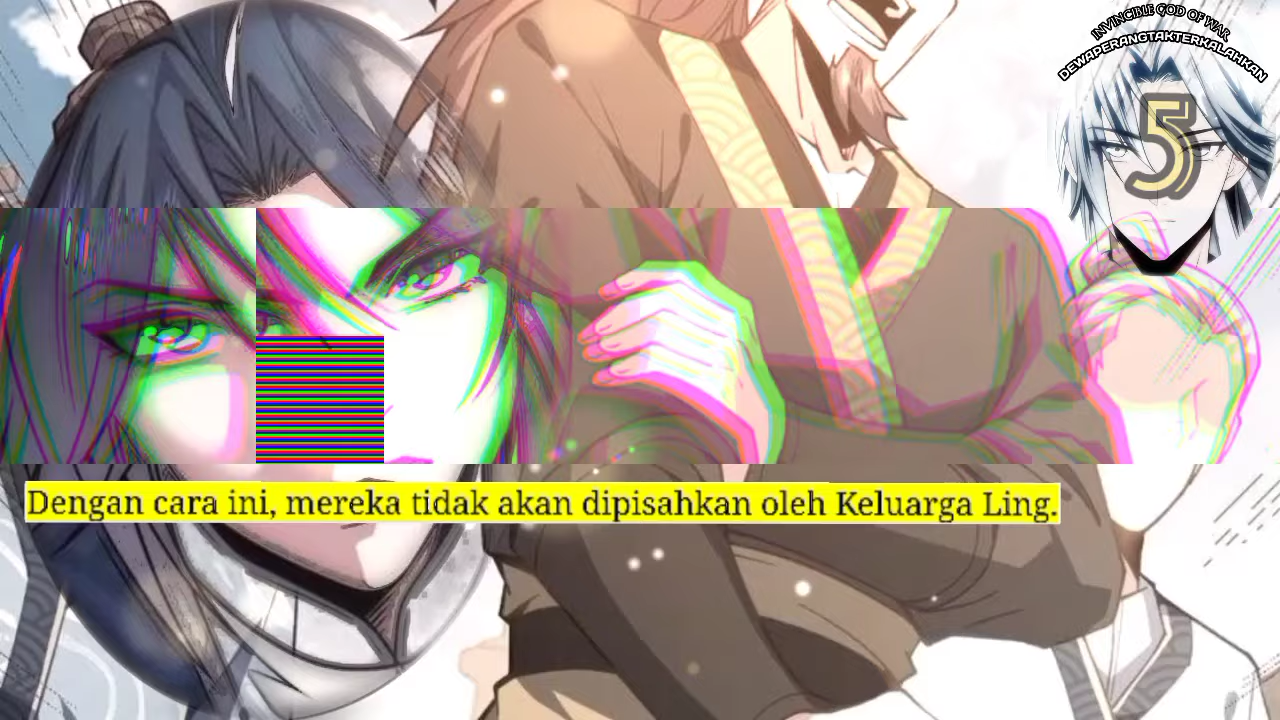 INVINCIBLE GOD OF WAR
DEWAPERANGTAKTERKALAHKAN
5
Dengan cara ini, mereka tidak akan dipisahkan oleh Keluarga Ling.